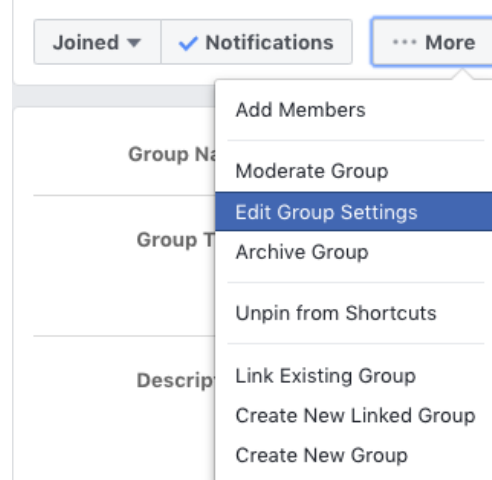 Joined Notifications ··· More
Add Members
Group Na
Moderate Group
Edit Group Settings
Group T
Archive Group
Unpin from Shortcuts
Link Existing Group
Descrip
Create New Linked Group
Create New Group